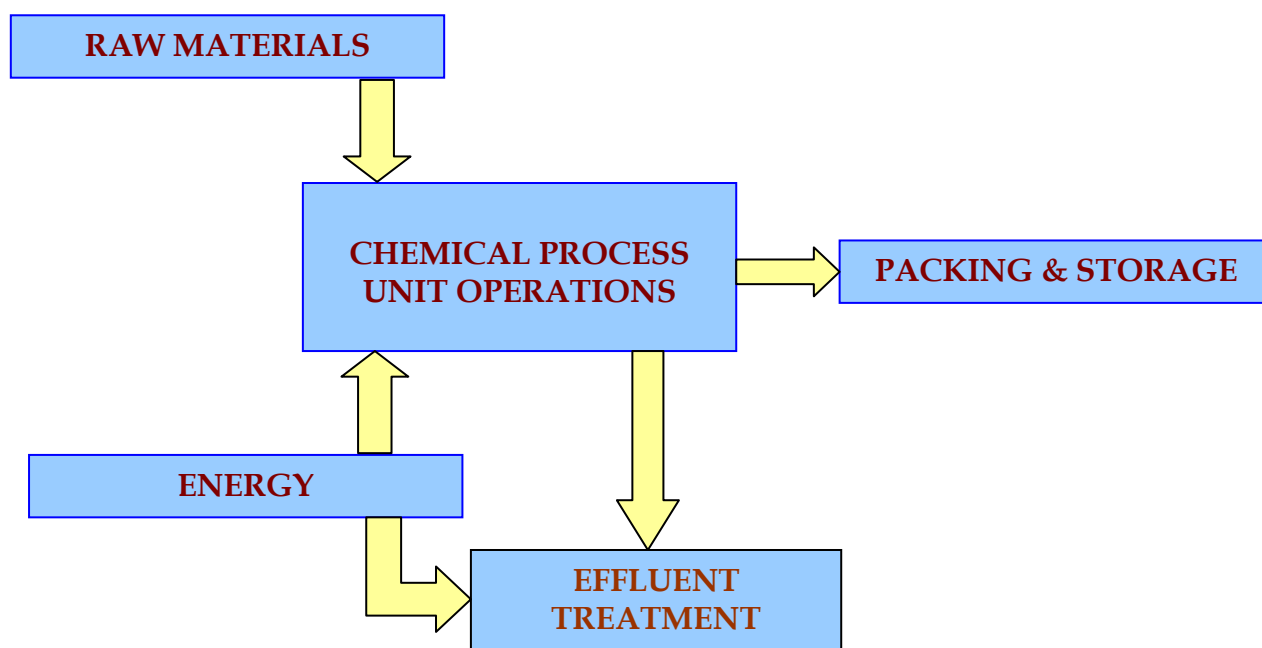 RAW MATERIALS
CHEMICAL PROCESS
UNIT OPERATIONS
PACKING & STORAGE
ENERGY
EFFLUENT
TREATMENT